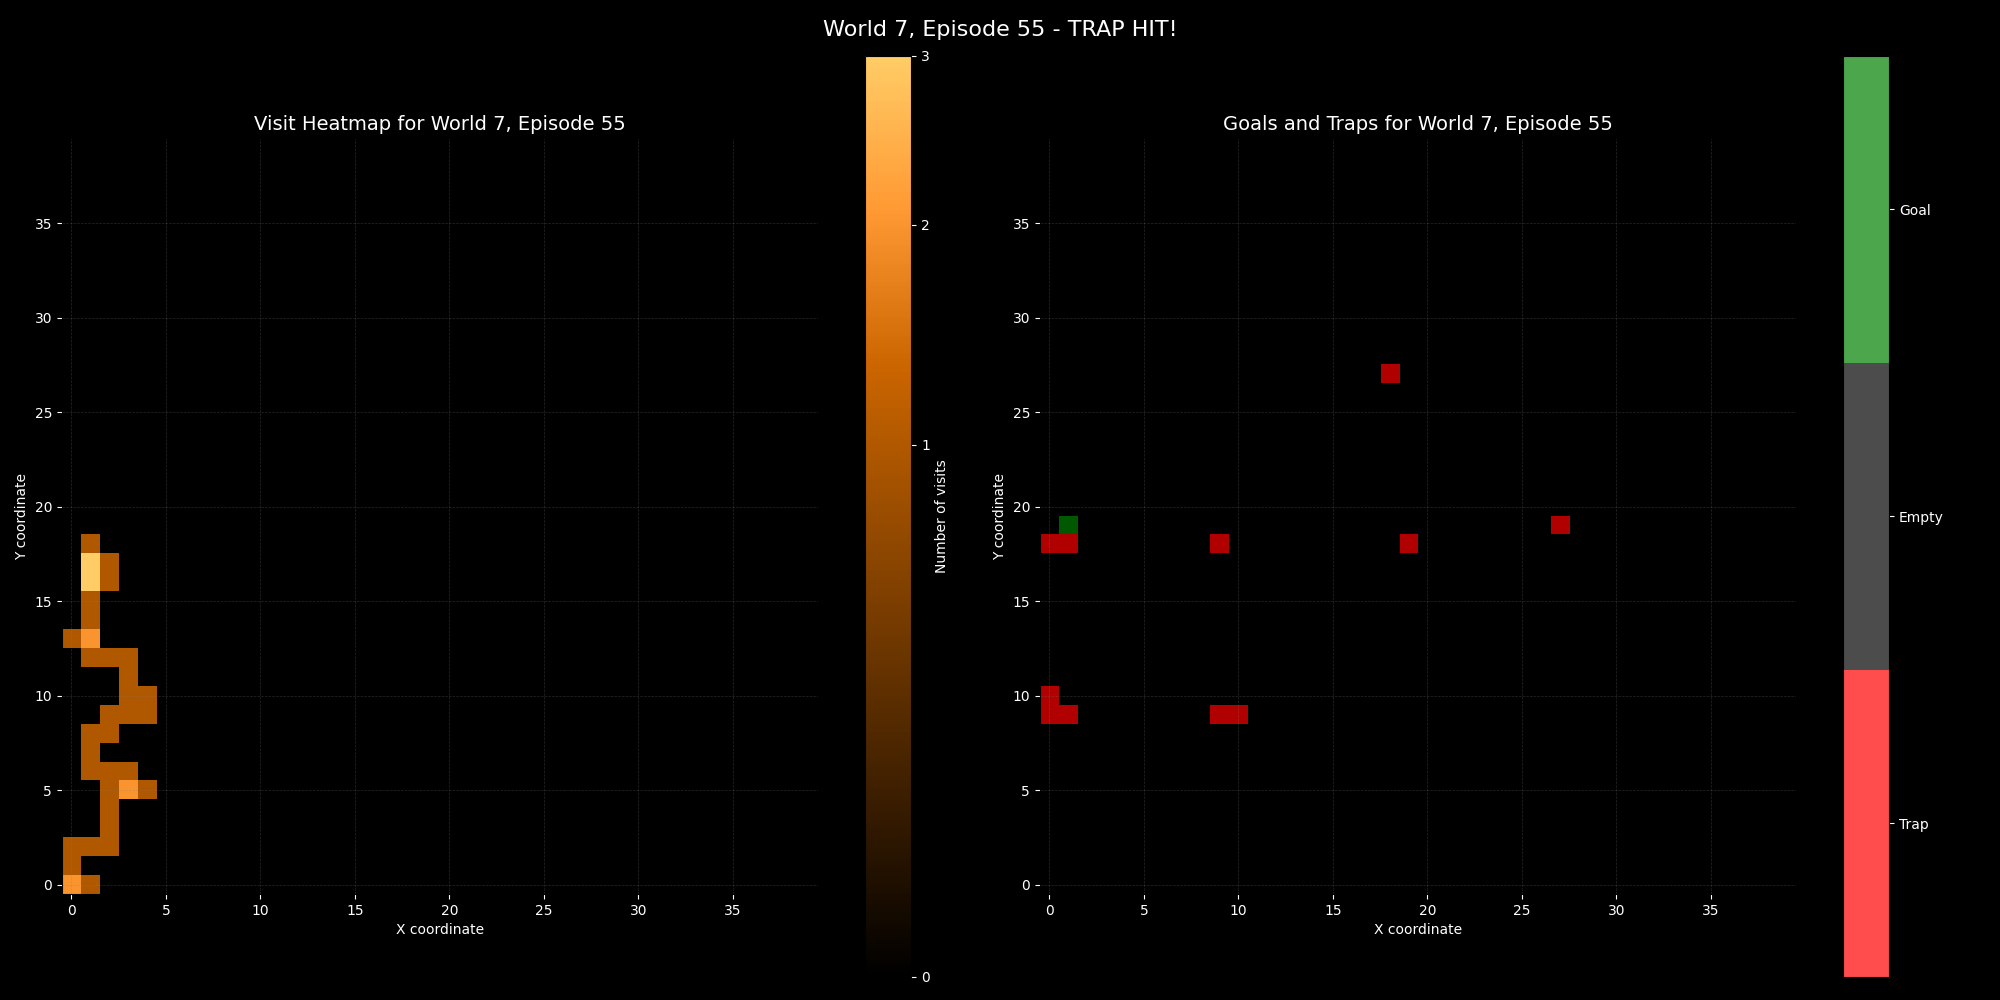 World 7, Episode 55 - TRAP HIT!
Visit Heatmap for World 7, Episode 55
Y coordinate
35
30
25
20
15
10
5
0
0 5 10 15 20 25 30 35
X coordinate
3
2
1
0
Number of visits
Goals and Traps for World 7, Episode 55
Y coordinate
35
30
25
20
15
10
5
0
0 5 10 15 20 25 30 35
X coordinate
Goal
Empty
Trap